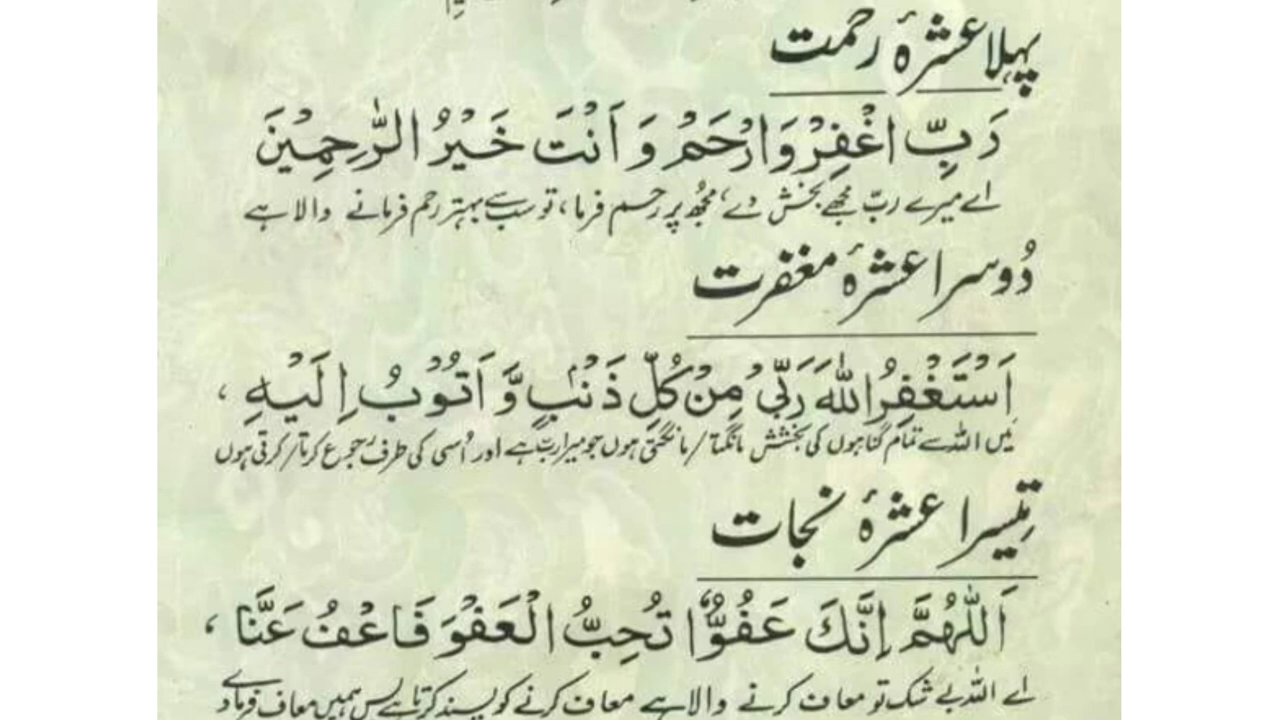 پہلا عشرۂ رحمت
رَبِّ اغْفِرْ وَارْحَمْ وَ اَنْتَ خَیْرُ الرّٰحِمِیْنَ
اے میرے ربّ مجھے بخش دے، مجھ پر رحم فرما، تو سب سے بہتر رحم فرمانے والا ہے
دُوسرا عشرۂ مغفرت
اَسْتَغْفِرُ اللّٰہَ رَبِّیْ مِنْ کُلِّ ذَنْۢبٍ وَّ اَتُوْبُ اِلَیْہِ ،
میں اللہ سے تمام گناہوں کی بخشش مانگتا/مانگتی ہوں جو میرا ربّ ہے اور اُسی کی طرف رجوع کرتا/کرتی ہوں
تیسرا عشرۂ نجات
اَللّٰھُمَّ اِنَّکَ عَفُوٌّ تُحِبُّ الْعَفْوَ فَاعْفُ عَنَّا ،
اے اللہ بے شک تو معاف کرنے والا ہے معاف کرنے کو پسند کرتا ہے پس ہمیں معاف فرما دے